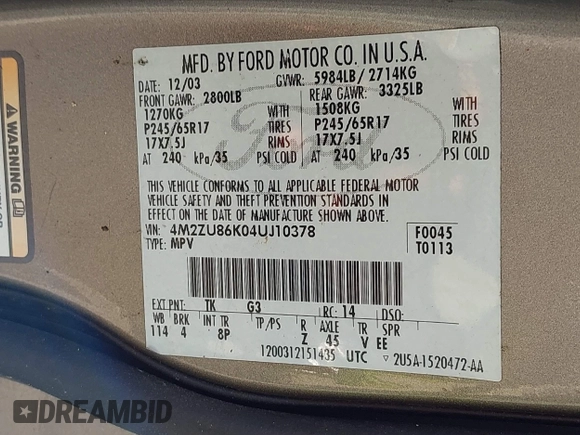 MFD. BY FORD MOTOR CO. IN U.S.A.
DATE: 12/03 GVWR: 5984LB/ 2714KG
FRONT GAWR: 2800LB REAR GAWR: 3325LB
1270KG 1508KG
P245/65R17 TIRES P245/65R17 TIRES
17X7.5J RIMS 17X7.5J RIMS
AT 240 kPa/35 PSI COLD AT 240 kPa/35 PSI COLD
Ford
THIS VEHICLE CONFORMS TO ALL APPLICABLE FEDERAL MOTOR
VEHICLE SAFETY AND THEFT PREVENTION STANDARDS IN
EFFECT ON THE DATE OF MANUFACTURE SHOWN ABOVE.
VIN: 4M2ZU86K04UJ10378 F0045
TYPE: MPV T0113
EXT PNT: TK G3 RC: 14 DSO:
WB BRK INT TR TP/PS R AXLE TR SPR
114 4 8P Z 45 V EE
1200312151435 UTC ▽ 2U5A-1520472-AA
WARNING
DREAMBID